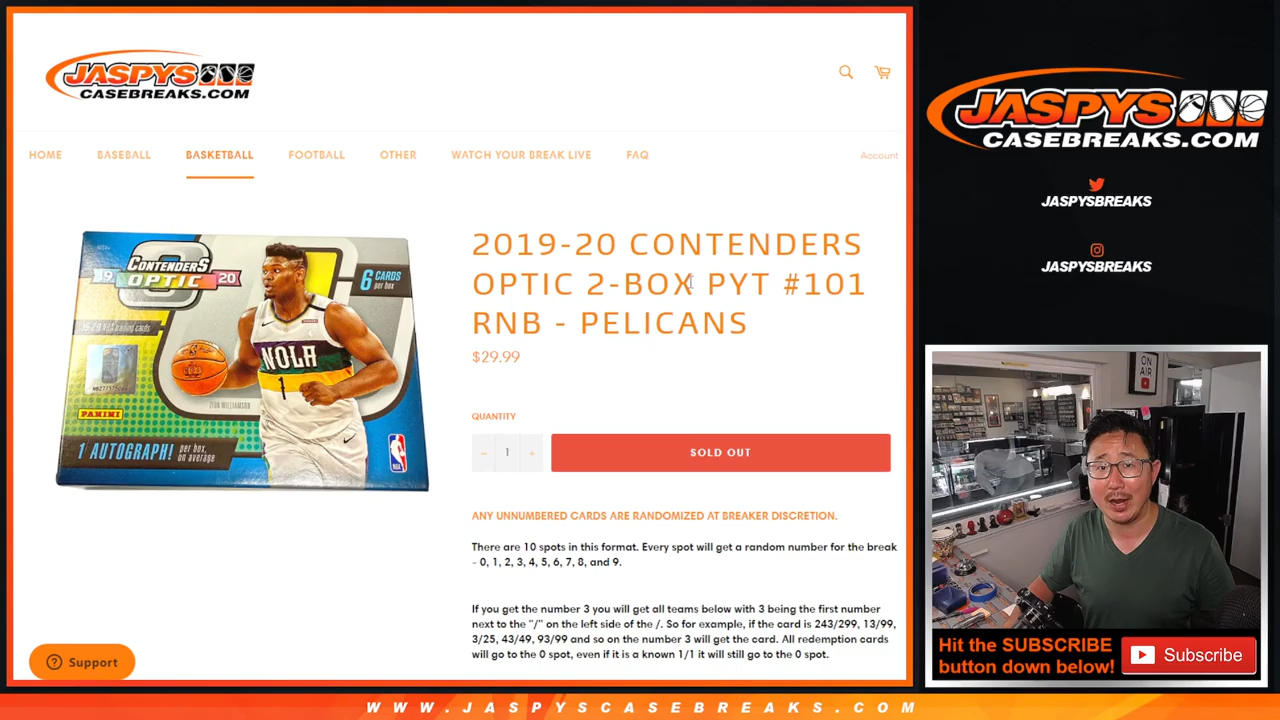 JASPYS
CASEBREAKS.COM
HOME
BASEBALL
BASKETBALL
FOOTBALL
OTHER
WATCH YOUR BREAK LIVE
FAQ
Account
CONTENDERS
OPTIC
19
20
6 CARDS
per box
NOLA
1
ZION WILLIAMSON
PANINI
1 AUTOGRAPH! per box,
on average
NBA
2019-20 CONTENDERS
OPTIC 2-BOX PYT #101
RNB - PELICANS
$29.99
QUANTITY
− 1 +
SOLD OUT
ANY UNNUMBERED CARDS ARE RANDOMIZED AT BREAKER DISCRETION.
There are 10 spots in this format. Every spot will get a random number for the break
- 0, 1, 2, 3, 4, 5, 6, 7, 8, and 9.
If you get the number 3 you will get all teams below with 3 being the first number
next to the "/" on the left side of the /. So for example, if the card is 243/299, 13/99,
3/25, 43/49, 93/99 and so on the number 3 will get the card. All redemption cards
will go to the 0 spot, even if it is a known 1/1 it will still go to the 0 spot.
Support
JASPYS
CASEBREAKS.COM
JASPYSBREAKS
JASPYSBREAKS
ON
AIR
Hit the SUBSCRIBE
button down below!
Subscribe
WWW.JASPYSCASEBREAKS.COM